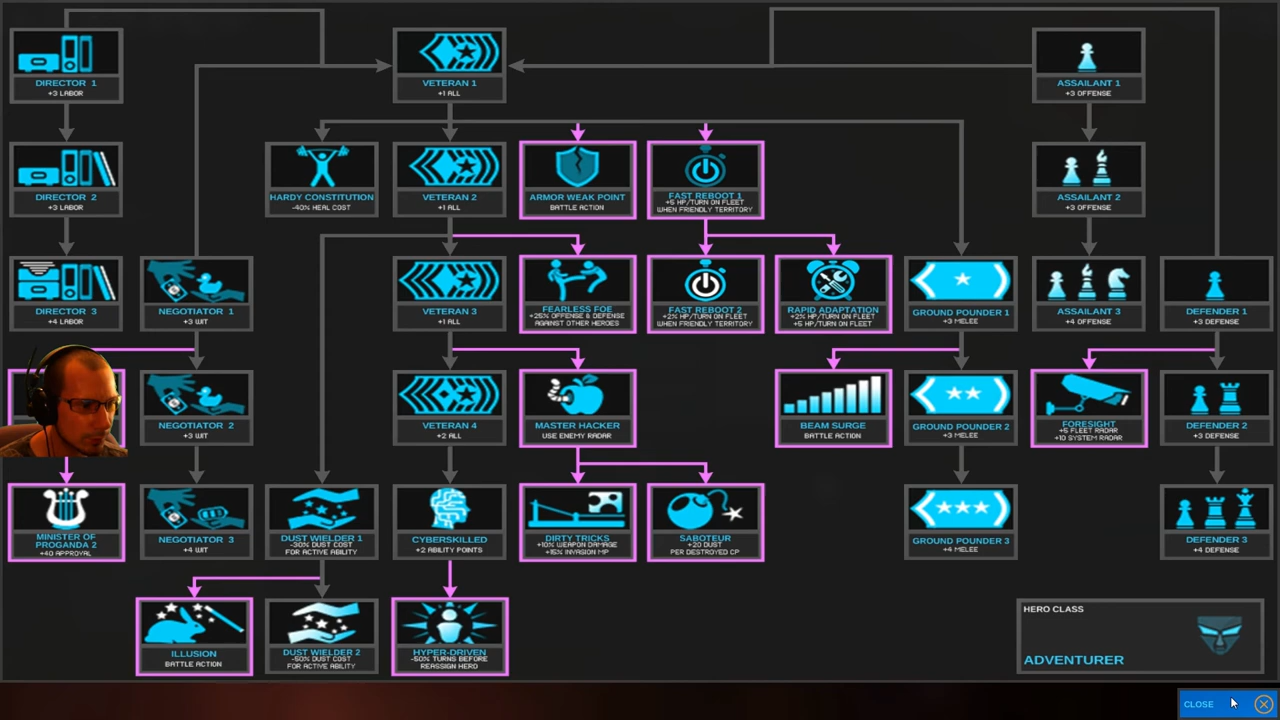 DIRECTOR 1
+3 LABOR
VETERAN 1
+1 ALL
ASSAILANT 1
+3 OFFENSE
DIRECTOR 2
+3 LABOR
HARDY CONSTITUTION
-40% HEAL COST
VETERAN 2
+1 ALL
ARMOR WEAK POINT
BATTLE ACTION
FAST REBOOT 1
+5 HP/TURN ON FLEET
WHEN FRIENDLY TERRITORY
ASSAILANT 2
+3 OFFENSE
DIRECTOR 3
+4 LABOR
NEGOTIATOR 1
+3 WIT
VETERAN 3
+1 ALL
FEARLESS FOE
+25% OFFENSE & DEFENSE
AGAINST OTHER HEROES
FAST REBOOT 2
+2% HP/TURN ON FLEET
WHEN FRIENDLY TERRITORY
RAPID ADAPTATION
+2% HP/TURN ON FLEET
+5 HP/TURN ON FLEET
GROUND POUNDER 1
+3 MELEE
ASSAILANT 3
+4 OFFENSE
DEFENDER 1
+3 DEFENSE
NEGOTIATOR 2
+3 WIT
VETERAN 4
+2 ALL
MASTER HACKER
USE ENEMY RADAR
BEAM SURGE
BATTLE ACTION
GROUND POUNDER 2
+3 MELEE
FORESIGHT
+5 FLEET RADAR
+10 SYSTEM RADAR
DEFENDER 2
+3 DEFENSE
MINISTER OF
PROGANDA 2
+40 APPROVAL
NEGOTIATOR 3
+4 WIT
DUST WIELDER 1
-30% DUST COST
FOR ACTIVE ABILITY
CYBERSKILLED
+2 ABILITY POINTS
DIRTY TRICKS
+10% WEAPON DAMAGE
+15% INVASION MP
SABOTEUR
+20 DUST
PER DESTROYED CP
GROUND POUNDER 3
+4 MELEE
DEFENDER 3
+4 DEFENSE
ILLUSION
BATTLE ACTION
DUST WIELDER 2
-50% DUST COST
FOR ACTIVE ABILITY
HYPER-DRIVEN
-50% TURNS BEFORE
REASSIGN HERO
HERO CLASS
ADVENTURER
CLOSE